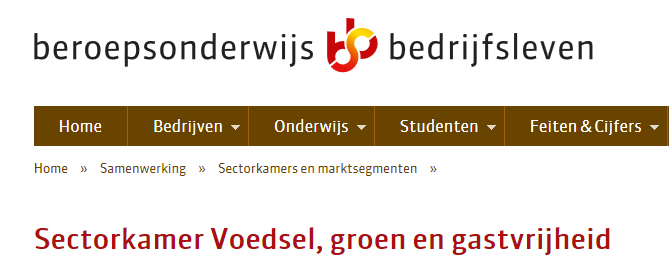 beroepsonderwijs bedrijfsleven
Home Bedrijven Onderwijs Studenten Feiten & Cijfers
Home » Samenwerking » Sectorkamers en marktsegmenten »
Sectorkamer Voedsel, groen en gastvrijheid